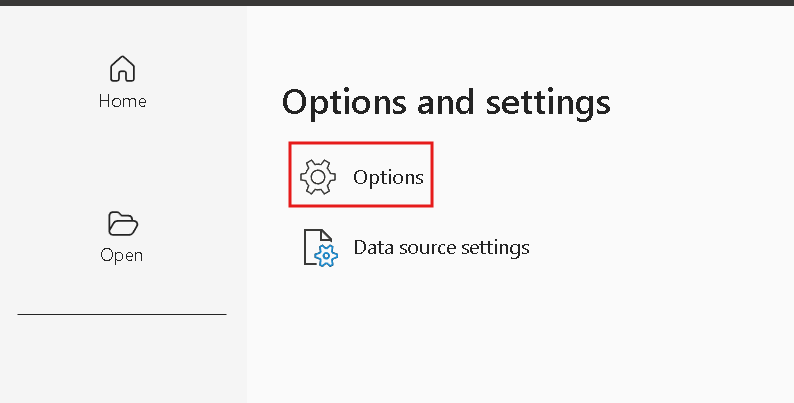 Home
Open
Options and settings
Options
Data source settings